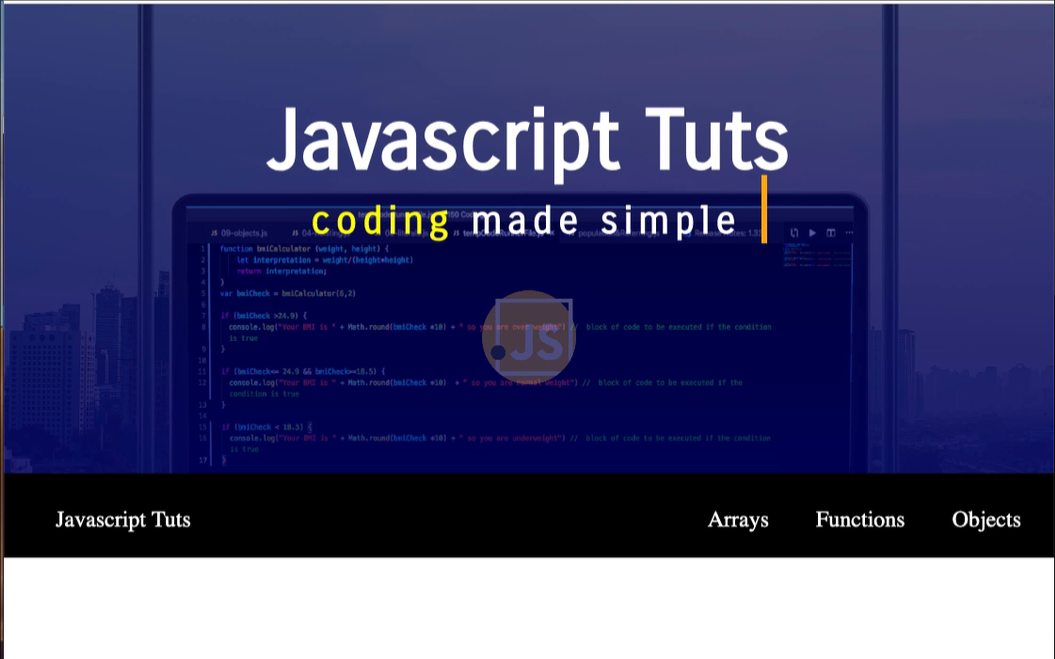 Javascript Tuts
coding made simple
JS 09-objects.js
1 function bmiCalculator (weight, height) {
2 let interpretation = weight/(height*height)
3 return interpretation;
4 }
5 var bmiCheck = bmiCalculator(6,2)
6
7 if (bmiCheck >24.9) {
8 console.log("Your BMI is " + Math.round(bmiCheck *10) + " so you are over weight") // block of code to be executed if the condition
is true
9 }
10
11 if (bmiCheck<= 24.9 && bmiCheck>=18.5) {
12 console.log("Your BMI is " + Math.round(bmiCheck *10) + " so you are normal weight") // block of code to be executed if the
condition is true
13 }
14
15 if (bmiCheck < 18.5) {
16 console.log("Your BMI is " + Math.round(bmiCheck *10) + " so you are underweight") // block of code to be executed if the condition
is true
17 }
JS
Javascript Tuts Arrays Functions Objects